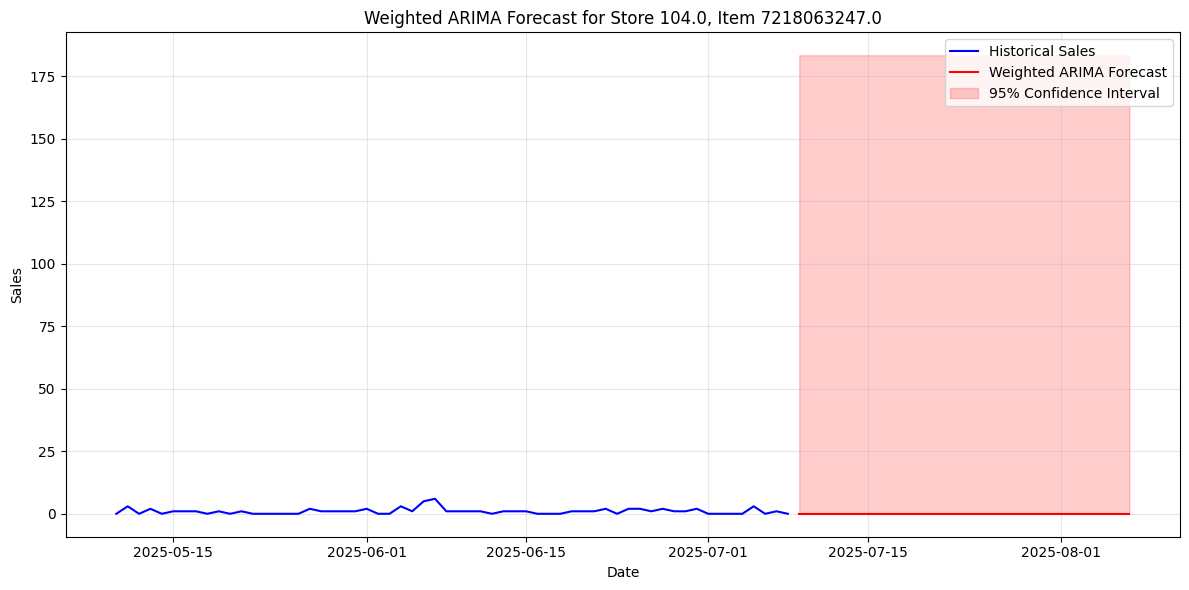 Weighted ARIMA Forecast for Store 104.0, Item 7218063247.0
Historical Sales
Weighted ARIMA Forecast
95% Confidence Interval
Sales
175
150
125
100
75
50
25
0
2025-05-15 2025-06-01 2025-06-15 2025-07-01 2025-07-15 2025-08-01
Date